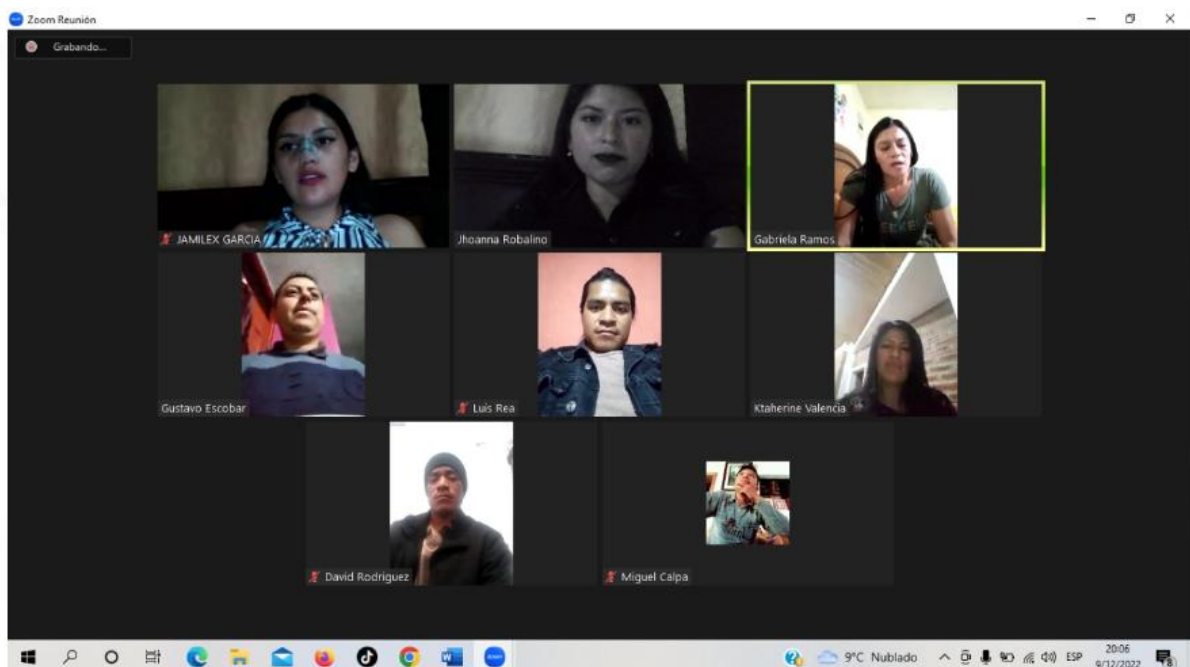 Zoom Reunión
Grabando...
JAMILEX GARCIA
Jhoanna Robalino
Gabriela Ramos
Gustavo Escobar
Luis Rea
Ktaherine Valencia
David Rodriguez
Miguel Calpa
9°C Nublado
ESP
20:06
9/12/2022